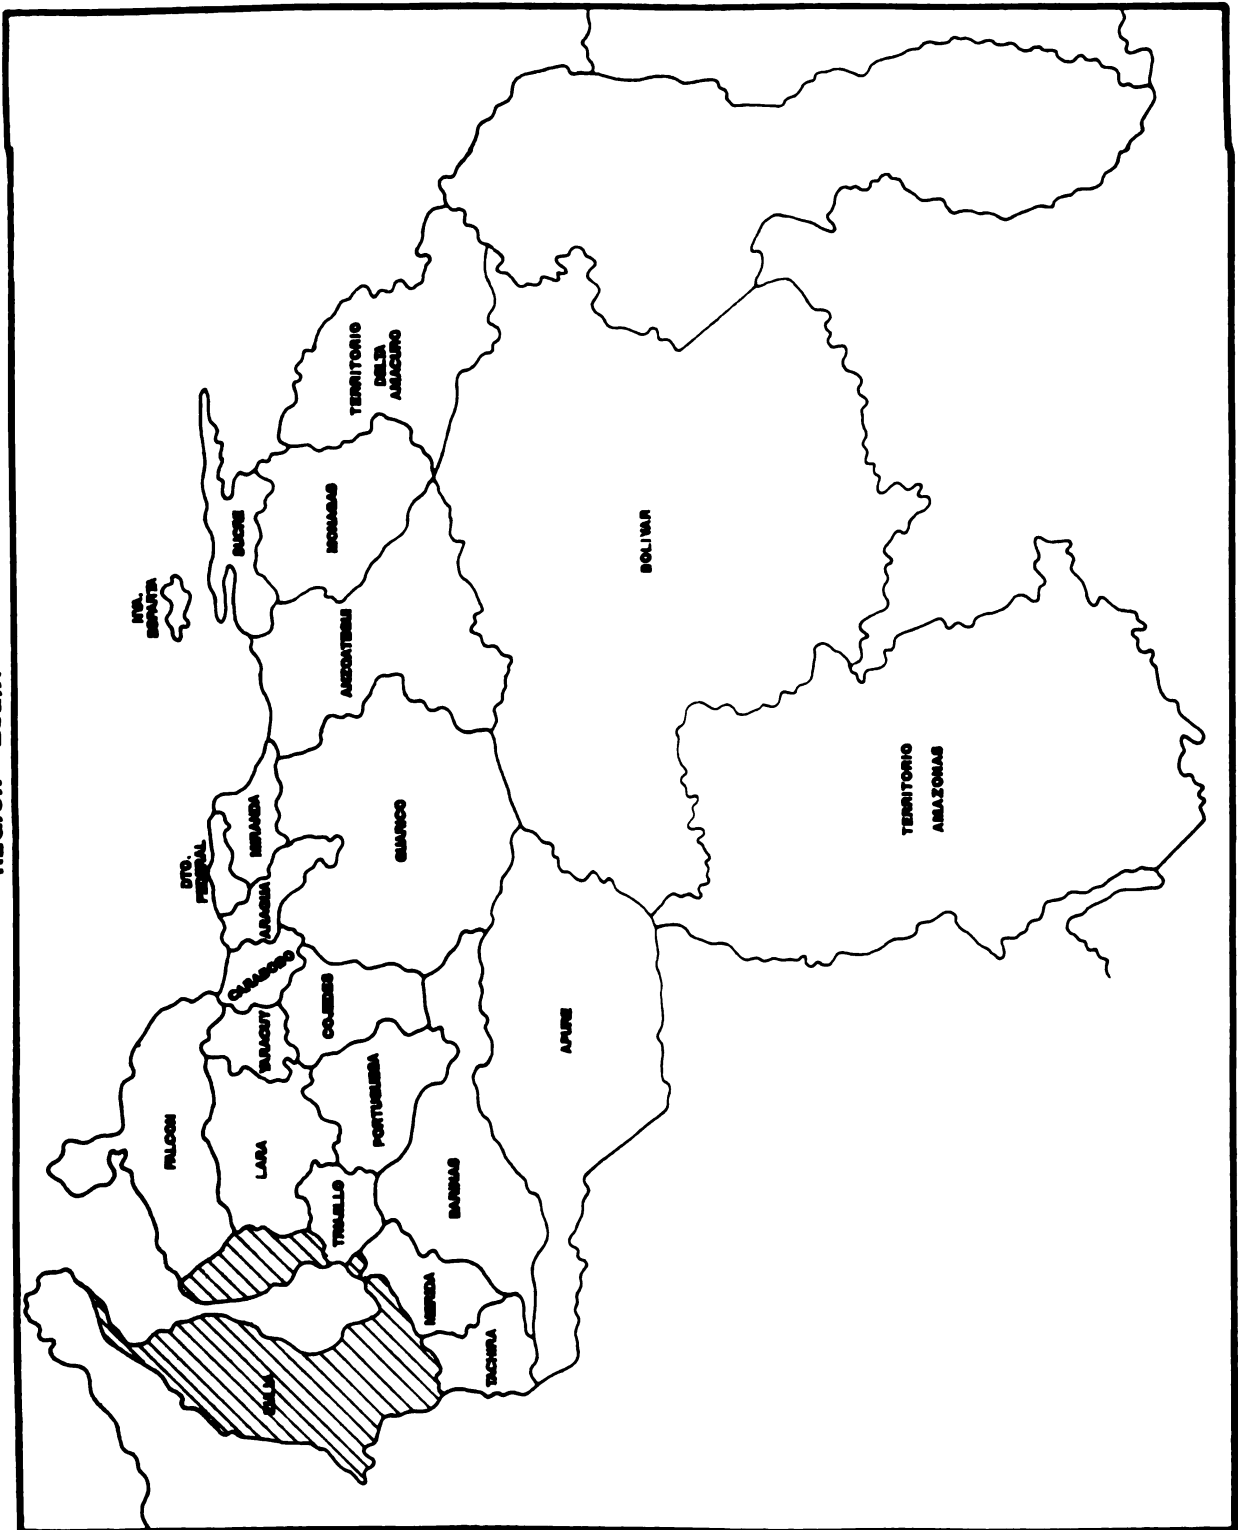 NVA.
ESPARTA
SUCRE
MONAGAS
TERRITORIO
DELTA
AMACURO
ANZOATEGUI
DTO.
FEDERAL
MIRANDA
ARAGUA
CARABOBO
YARACUY
FALCON
LARA
COJEDES
GUARICO
PORTUGUESA
TRUJILLO
BARINAS
MERIDA
TACHIRA
ZULIA
APURE
BOLIVAR
TERRITORIO
AMAZONAS